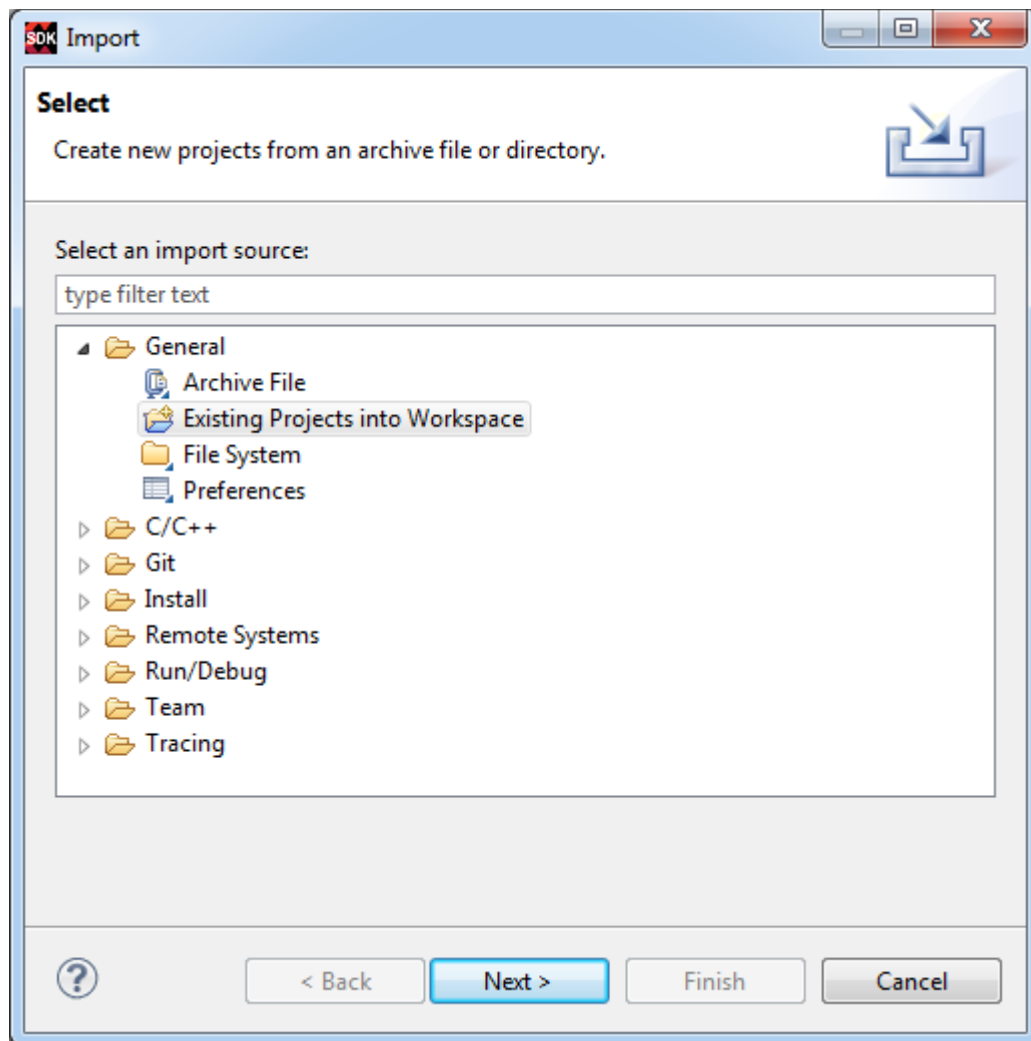 SDK Import
Select
Create new projects from an archive file or directory.
Select an import source:
type filter text
General
Archive File
Existing Projects into Workspace
File System
Preferences
C/C++
Git
Install
Remote Systems
Run/Debug
Team
Tracing
? < Back Next > Finish Cancel